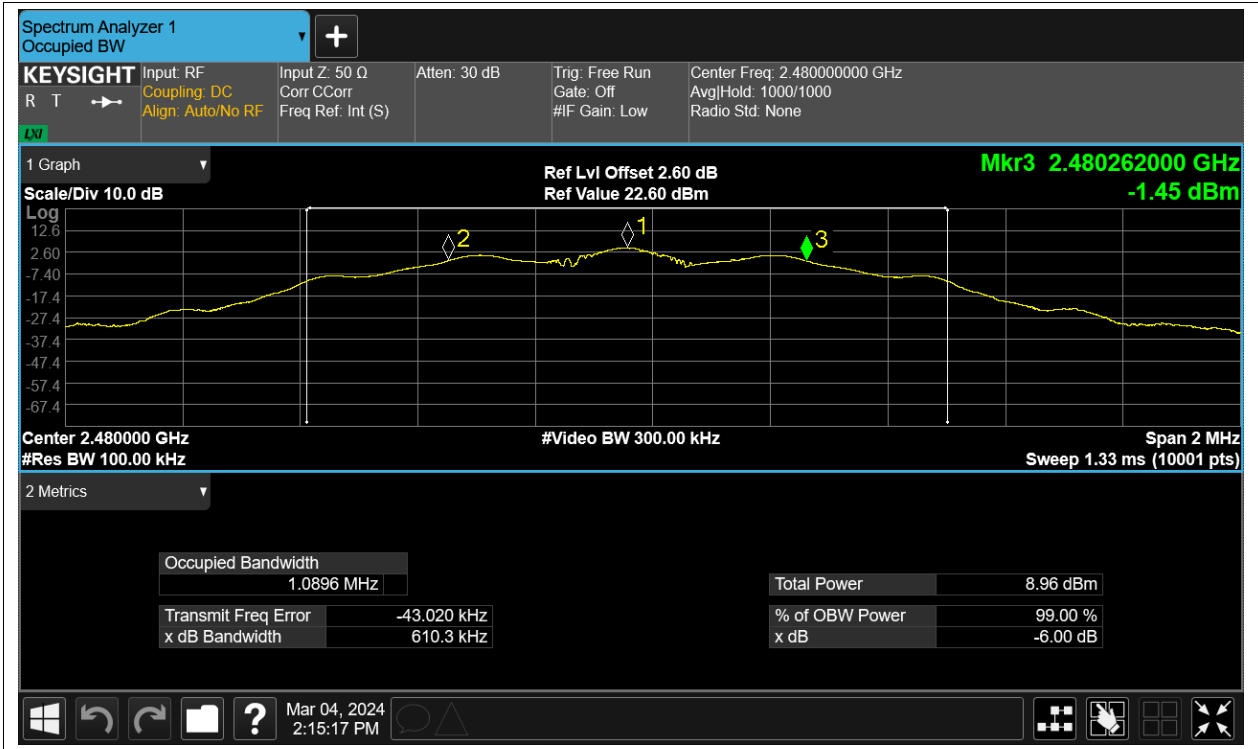 Spectrum Analyzer 1
Occupied BW
KEYSIGHT
R T
LXI
Input: RF
Coupling: DC
Align: Auto/No RF
Input Z: 50 Ω
Corr CCorr
Freq Ref: Int (S)
Atten: 30 dB
Trig: Free Run
Gate: Off
#IF Gain: Low
Center Freq: 2.480000000 GHz
Avg|Hold: 1000/1000
Radio Std: None
1 Graph
Scale/Div 10.0 dB
Ref Lvl Offset 2.60 dB
Ref Value 22.60 dBm
Mkr3 2.480262000 GHz
-1.45 dBm
Log
12.6
2.60
-7.40
-17.4
-27.4
-37.4
-47.4
-57.4
-67.4
2
1
3
Center 2.480000 GHz
#Res BW 100.00 kHz
#Video BW 300.00 kHz
Span 2 MHz
Sweep 1.33 ms (10001 pts)
2 Metrics
Occupied Bandwidth
1.0896 MHz
Transmit Freq Error -43.020 kHz
x dB Bandwidth 610.3 kHz
Total Power 8.96 dBm
% of OBW Power 99.00 %
x dB -6.00 dB
?
Mar 04, 2024
2:15:17 PM